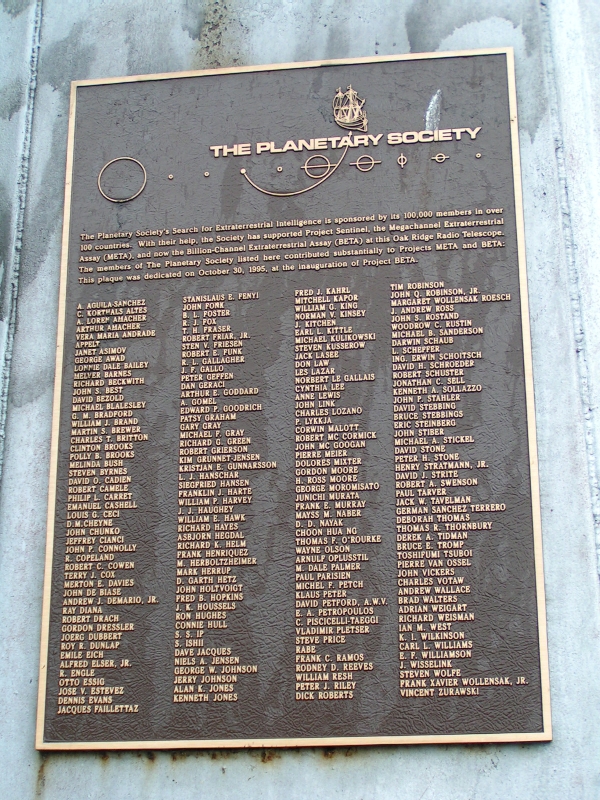 THE PLANETARY SOCIETY
The Planetary Society's Search for Extraterrestrial Intelligence is sponsored by its 100,000 members in over
100 countries. With their help, the Society has supported Project Sentinel, the Megachannel Extraterrestrial
Assay (META), and now the Billion-Channel Extraterrestrial Assay (BETA) at this Oak Ridge Radio Telescope.
The members of The Planetary Society listed here contributed substantially to Projects META and BETA:
This plaque was dedicated on October 30, 1995, at the inauguration of Project BETA.
A. AGUILA-SANCHEZ
C. KORTHALS ALTES
A. LOREN AMACHER
ARTHUR AMACHER
VERA MARIA ANDRADE
APPELT
JANET ASIMOV
GEORGE AWAD
LONNIE DALE BAILEY
MELVER BARNES
RICHARD BECKWITH
JOHN S. BEST
DAVID BEZOLD
MICHAEL BLALESLEY
G. M. BRADFORD
WILLIAM J. BRAND
MARTIN S. BREWER
CHARLES T. BRITTON
CLINTON BROOKS
POLLY B. BROOKS
MELINDA BUSH
STEVEN BYRNES
DAVID O. CADIEN
ROBERT CAMELE
PHILIP L. CARRET
EMANUEL CASHELL
LOUIS G. CECI
D.M.CHEYNE
JOHN CHUNKO
JEFFREY CIANCI
JOHN P. CONNOLLY
R. COPELAND
ROBERT C. COWEN
TERRY J. COX
MERTON E. DAVIES
JOHN DE BIASE
ANDREW J. DEMARIO, JR.
RAY DIANA
ROBERT DRACH
GORDON DRESSLER
JOERG DUBBERT
ROY R. DUNLAP
EMILE EICH
ALFRED ELSER, JR.
R. ENGLE
OTTO ESSIG
JOSE V. ESTEVEZ
DENNIS EVANS
JACQUES FAILLETTAZ
STANISLAUS E. FENYI
JOHN FONK
B. L. FOSTER
R. J. FOX
T. H. FRASER
ROBERT FRIAR, JR.
STEN V. FRIESEN
ROBERT E. FUNK
R. L. GALLAGHER
J. F. GALLO
PETER GEFFEN
DAN GERACI
ARTHUR E. GODDARD
A. GOMEL
EDWARD P. GOODRICH
PATSY GRAHAM
GARY GRAY
MICHAEL F. GRAY
RICHARD G. GREEN
ROBERT GRIERSON
KIM GRUNNET-JENSEN
KRISTJAN E. GUNNARSSON
L. J. HANSCHAR
SIEGFRIED HANSEN
FRANKLIN J. HARTE
WILLIAM P. HARVEY
J. J. HAUGHEY
WILLIAM E. HAWK
RICHARD HAYES
ASBJORN HEGDAL
RICHARD K. HELM
FRANK HENRIQUEZ
M. HERBOLTZHEIMER
MARK HERRUP
D. GARTH HETZ
JOHN HOLTVOIGT
FRED B. HOPKINS
J. K. HOUSSELS
RON HUGHES
CONNIE HULL
S. S. IP
S. ISHII
DAVE JACQUES
NIELS A. JENSEN
GEORGE W. JOHNSON
JERRY JOHNSON
ALAN K. JONES
KENNETH JONES
FRED J. KAHRL
MITCHELL KAPOR
WILLIAM G. KING
NORMAN V. KINSEY
J. KITCHEN
EARL L. KITTLE
MICHAEL KULIKOWSKI
STEVEN KUSSEROW
JACK LASEE
DON LAW
LES LAZAR
NORBERT LE GALLAIS
CYNTHIA LEE
ANNE LEWIS
JOHN LINK
CHARLES LOZANO
P. LYKKJA
CORWIN MALOTT
ROBERT MC CORMICK
JOHN MC GOOGAN
PIERRE MEIER
DOLORES MIXTER
GORDON MOORE
H. ROSS MOORE
GEORGE MOROMISATO
JUNICHI MURATA
FRANK E. MURRAY
MAYSS M. NABER
D. D. NAYAK
CHOON HUA NG
THOMAS P. O'ROURKE
WAYNE OLSON
ARNULF OPLUSSTIL
M. DALE PALMER
PAUL PARISIEN
MICHEL F. PETCH
KLAUS PETER
DAVID PETFORD, A.W.V.
E. A. PETROPOULOS
C. PISCICELLI-TAEGGI
VLADIMIR PLETSER
STEVE PRICE
RABE
FRANK C. RAMOS
RODNEY D. REEVES
WILLIAM RESH
PETER J. RILEY
DICK ROBERTS
TIM ROBINSON
JOHN Q. ROBINSON, JR.
MARGARET WOLLENSAK ROESCH
J. ANDREW ROSS
JOHN S. ROSTAND
WOODROW C. RUSTIN
MICHAEL B. SANDERSON
DARWIN SCHAUB
L. SCHEFFER
ING. ERWIN SCHOITSCH
DAVID H. SCHROEDER
ROBERT SCHUSTER
JONATHAN C. SELL
KENNETH A. SOLLAZZO
JOHN P. STAHLER
DAVID STEBBING
BRUCE STEBBINGS
ERIC STEINBERG
JOHN STIBER
MICHAEL A. STICKEL
DAVID STONE
PETER H. STONE
HENRY STRATMANN, JR.
DAVID J. STRITE
ROBERT A. SWENSON
PAUL TARVER
JACK W. TAVELMAN
GERMAN SANCHEZ TERRERO
DEBORAH THOMAS
THOMAS R. THORNBURY
DEREK A. TIDMAN
BRUCE E. TROMP
TOSHIFUMI TSUBOI
PIERRE VAN OSSEL
JOHN VICKERS
CHARLES VOTAW
ANDREW WALLACE
BRAD WALTERS
ADRIAN WEIGART
RICHARD WEISMAN
IAN M. WEST
K. I. WILKINSON
CARL L. WILLIAMS
E. F. WILLIAMSON
J. WISSELINK
STEVEN WOLFE
FRANK XAVIER WOLLENSAK, JR.
VINCENT ZURAWSKI